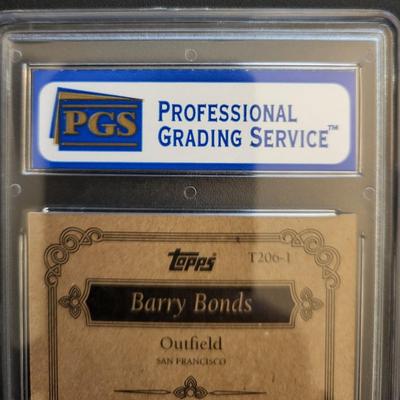 PGS
PROFESSIONAL
GRADING SERVICE™
Topps
T206-1
Barry Bonds
Outfield
SAN FRANCISCO